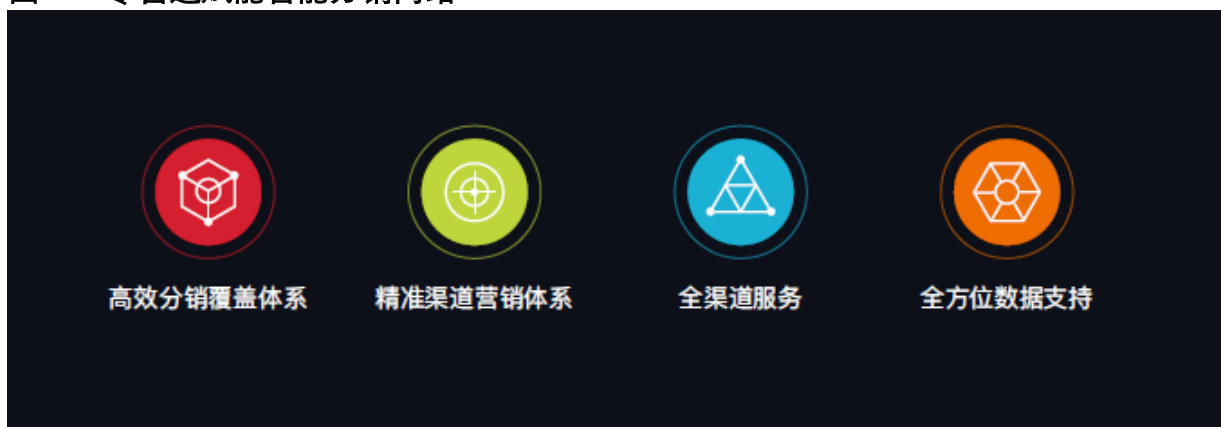 高效分销覆盖体系
精准渠道营销体系
全渠道服务
全方位数据支持